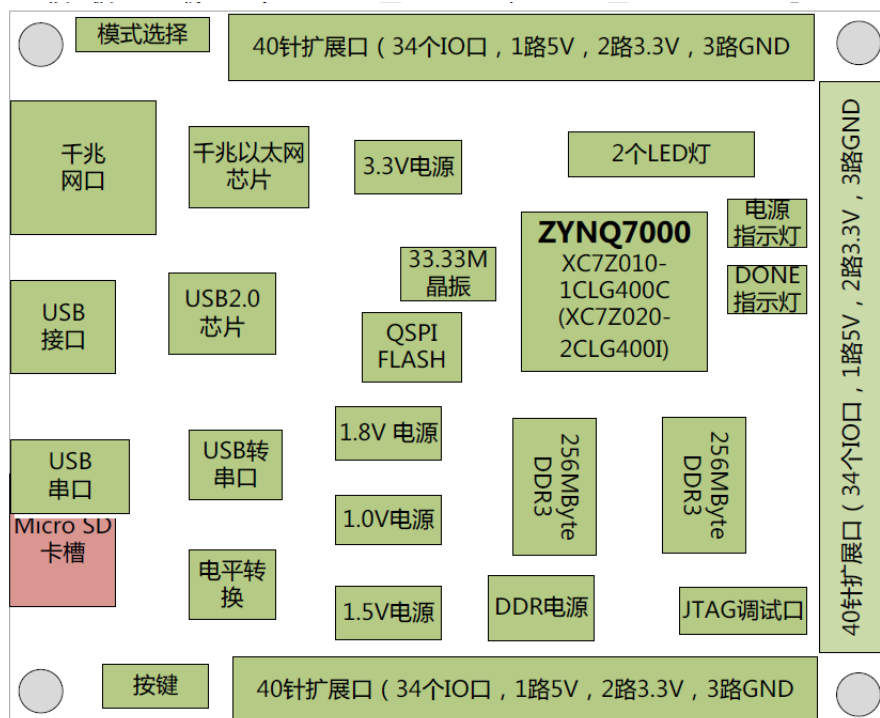 模式选择
40针扩展口（34个IO口，1路5V，2路3.3V，3路GND
千兆
网口
千兆以太网
芯片
3.3V电源
2个LED灯
电源
指示灯
ZYNQ7000
XC7Z010-
1CLG400C
(XC7Z020-
2CLG400I)
33.33M
晶振
DONE
指示灯
USB
接口
USB2.0
芯片
QSPI
FLASH
40针扩展口（34个IO口，1路5V，2路3.3V，3路GND
1.8V 电源
256MByte
DDR3
256MByte
DDR3
USB
串口
USB转
串口
1.0V电源
Micro SD
卡槽
电平转
换
1.5V电源
DDR电源
JTAG调试口
按键
40针扩展口（34个IO口，1路5V，2路3.3V，3路GND